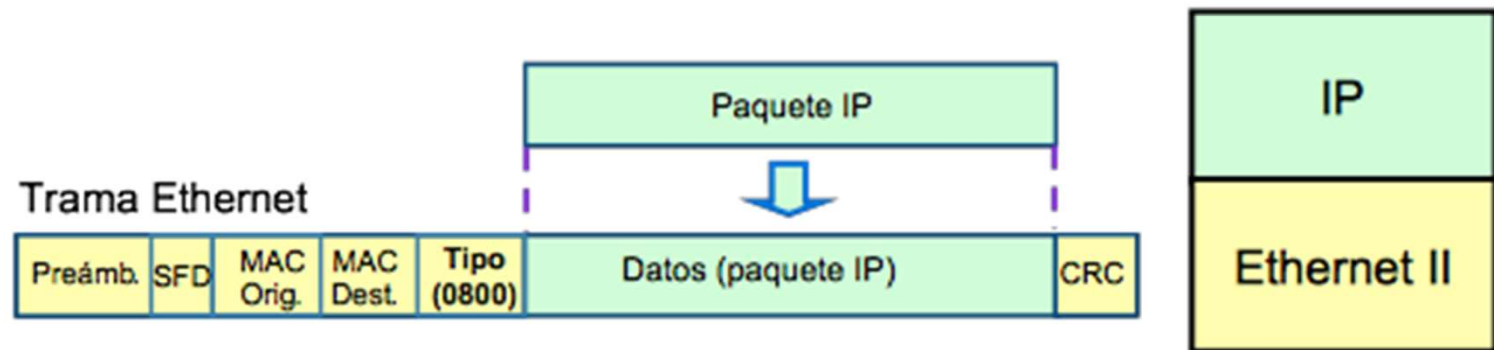 Paquete IP
IP
Trama Ethernet
Preámb. SFD MAC Orig. MAC Dest. Tipo (0800) Datos (paquete IP) CRC
Ethernet II